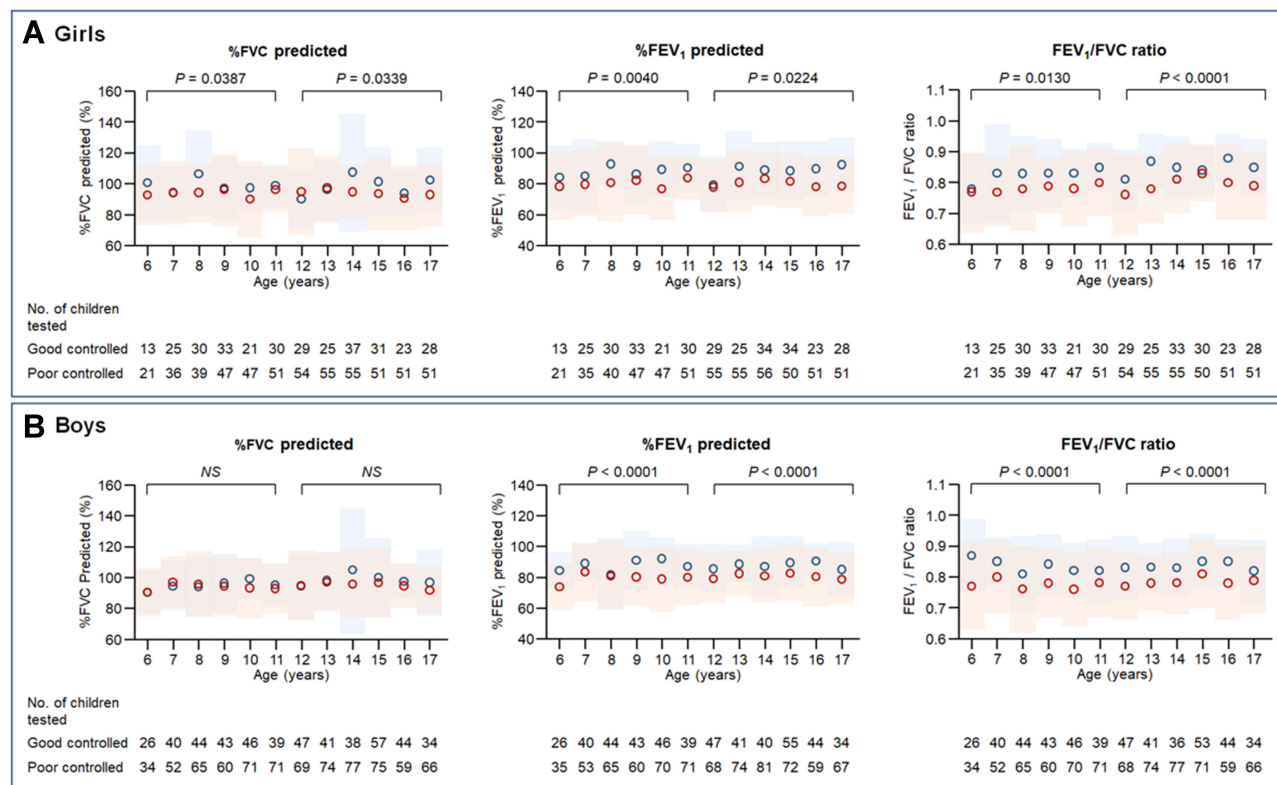 A Girls
%FVC predicted
P = 0.0387
P = 0.0339
%FVC predicted (%)
160
140
120
100
80
60
6 7 8 9 10 11 12 13 14 15 16 17
Age (years)
%FEV1 predicted
P = 0.0040
P = 0.0224
%FEV1 predicted (%)
140
120
100
80
60
40
6 7 8 9 10 11 12 13 14 15 16 17
Age (years)
FEV1/FVC ratio
P = 0.0130
P < 0.0001
FEV1 / FVC ratio
1.1
1.0
0.9
0.8
0.7
0.6
6 7 8 9 10 11 12 13 14 15 16 17
Age (years)
No. of children
tested
Good controlled 13 25 30 33 21 30 29 25 37 31 23 28 13 25 30 33 21 30 29 25 34 34 23 28 13 25 30 33 21 30 29 25 33 30 23 28
Poor controlled 21 36 39 47 47 51 54 55 55 51 51 51 21 35 40 47 47 51 55 55 56 50 51 51 21 35 39 47 47 51 54 55 55 50 51 51
B Boys
%FVC predicted
NS
NS
%FVC Predicted (%)
160
140
120
100
80
60
6 7 8 9 10 11 12 13 14 15 16 17
Age (years)
%FEV1 predicted
P < 0.0001
P < 0.0001
%FEV1 predicted (%)
140
120
100
80
60
40
6 7 8 9 10 11 12 13 14 15 16 17
Age (years)
FEV1/FVC ratio
P < 0.0001
P < 0.0001
FEV1 / FVC ratio
1.1
1.0
0.9
0.8
0.7
0.6
6 7 8 9 10 11 12 13 14 15 16 17
Age (years)
No. of children
tested
Good controlled 26 40 44 43 46 39 47 41 38 57 44 34 26 40 44 43 46 39 47 41 40 55 44 34 26 40 44 43 46 39 47 41 36 53 44 34
Poor controlled 34 52 65 60 71 71 69 74 77 75 59 66 35 53 65 60 70 71 68 74 81 72 59 67 34 52 65 60 70 71 68 74 77 71 59 66